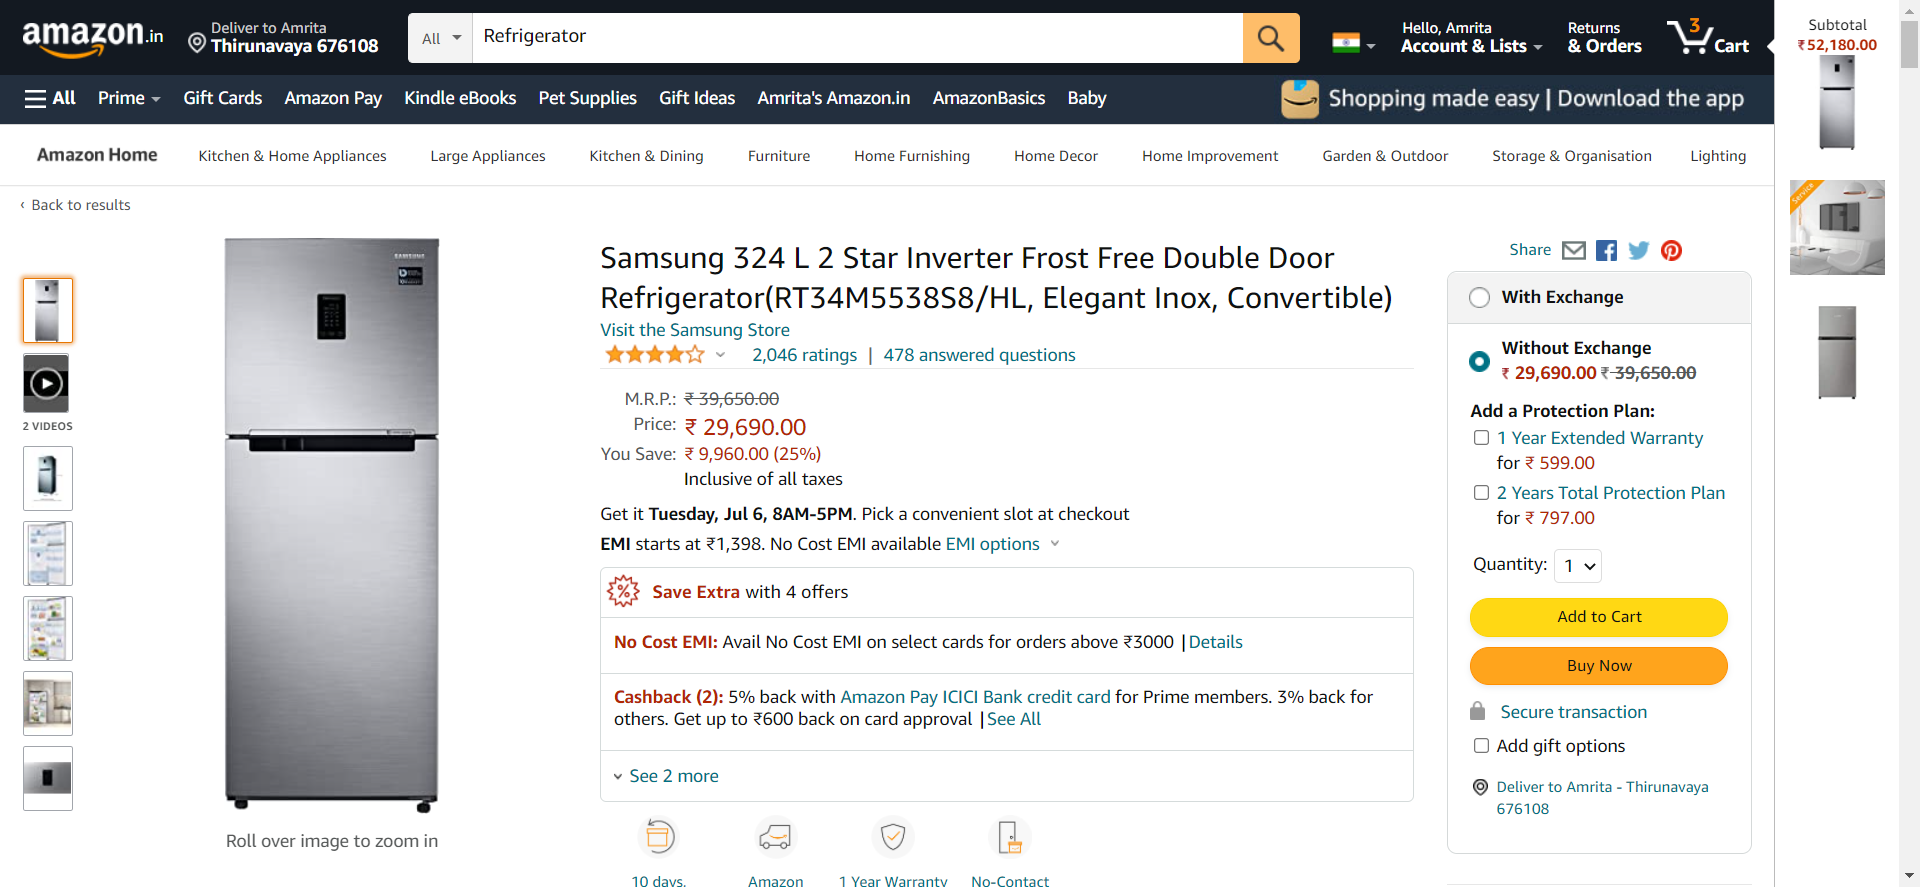 amazon.in
Deliver to Amrita
Thirunavaya 676108
All
Refrigerator
Hello, Amrita
Account & Lists
Returns
& Orders
3
Cart
Subtotal
₹52,180.00
All
Prime
Gift Cards
Amazon Pay
Kindle eBooks
Pet Supplies
Gift Ideas
Amrita's Amazon.in
AmazonBasics
Baby
Shopping made easy | Download the app
Amazon Home
Kitchen & Home Appliances
Large Appliances
Kitchen & Dining
Furniture
Home Furnishing
Home Decor
Home Improvement
Garden & Outdoor
Storage & Organisation
Lighting
‹ Back to results
Service
SAMSUNG
2 VIDEOS
Roll over image to zoom in
Samsung 324 L 2 Star Inverter Frost Free Double Door
Refrigerator(RT34M5538S8/HL, Elegant Inox, Convertible)
Visit the Samsung Store
2,046 ratings | 478 answered questions
M.R.P.: ₹ 39,650.00
Price: ₹ 29,690.00
You Save: ₹ 9,960.00 (25%)
Inclusive of all taxes
Get it Tuesday, Jul 6, 8AM-5PM. Pick a convenient slot at checkout
EMI starts at ₹1,398. No Cost EMI available EMI options
Save Extra with 4 offers
No Cost EMI: Avail No Cost EMI on select cards for orders above ₹3000 | Details
Cashback (2): 5% back with Amazon Pay ICICI Bank credit card for Prime members. 3% back for
others. Get up to ₹600 back on card approval | See All
See 2 more
10 days.
Amazon
1 Year Warranty
No-Contact
Share
With Exchange
Without Exchange
₹ 29,690.00 ₹ 39,650.00
Add a Protection Plan:
1 Year Extended Warranty
for ₹ 599.00
2 Years Total Protection Plan
for ₹ 797.00
Quantity: 1
Add to Cart
Buy Now
Secure transaction
Add gift options
Deliver to Amrita - Thirunavaya
676108